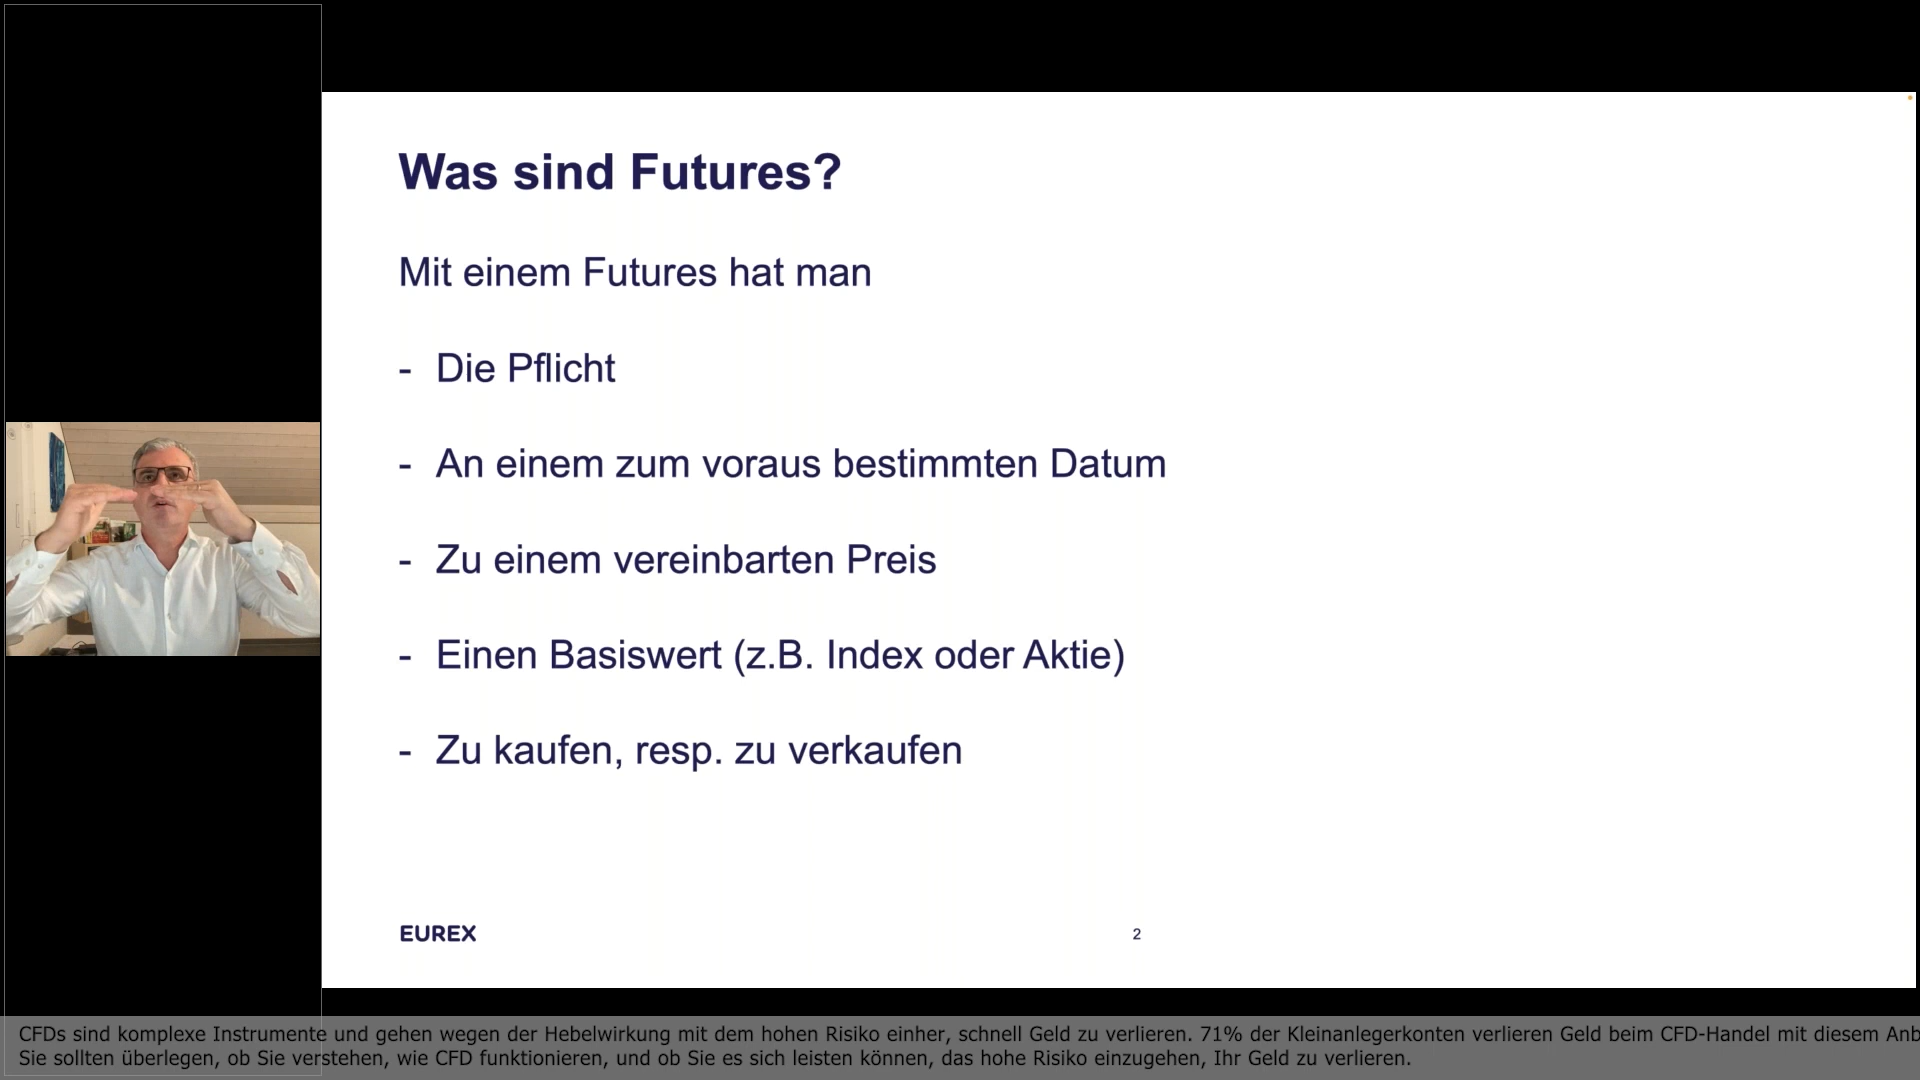 Was sind Futures?
Mit einem Futures hat man
- Die Pflicht
- An einem zum voraus bestimmten Datum
- Zu einem vereinbarten Preis
- Einen Basiswert (z.B. Index oder Aktie)
- Zu kaufen, resp. zu verkaufen
EUREX
2
CFDs sind komplexe Instrumente und gehen wegen der Hebelwirkung mit dem hohen Risiko einher, schnell Geld zu verlieren. 71% der Kleinanlegerkonten verlieren Geld beim CFD-Handel mit diesem Anb
Sie sollten überlegen, ob Sie verstehen, wie CFD funktionieren, und ob Sie es sich leisten können, das hohe Risiko einzugehen, Ihr Geld zu verlieren.